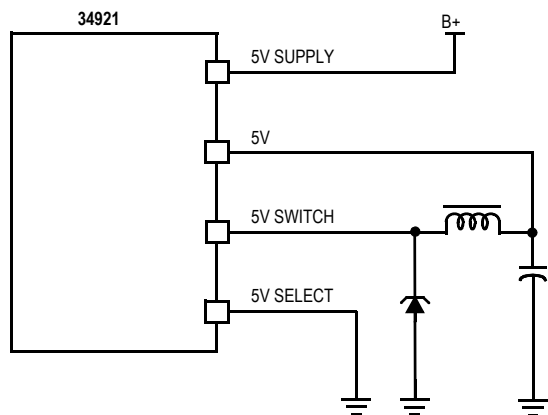 34921
B+
5V SUPPLY
5V
5V SWITCH
5V SELECT